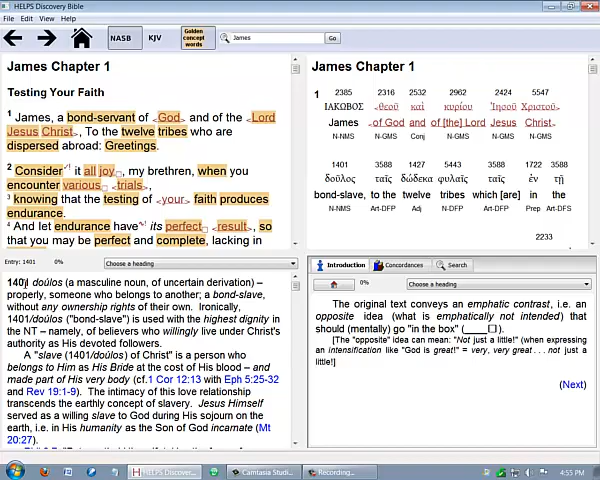 HELPS Discovery Bible
File Edit View Help
NASB
KJV
Golden
concept
words
James
Go
James Chapter 1
Testing Your Faith
1 James, a bond-servant of God and of the Lord
Jesus Christ, To the twelve tribes who are
dispersed abroad: Greetings.
2 Consider it all joy, my brethren, when you
encounter various trials,
3 knowing that the testing of your faith produces
endurance.
4 And let endurance have its perfect result, so
that you may be perfect and complete, lacking in
James Chapter 1
2385 2316 2532 2962 2424 5547
1 ΙΑΚΩΒΟΣ θεοῦ καὶ κυρίου Ἰησοῦ Χριστοῦ
James of God and of [the] Lord Jesus Christ
N-NMS N-GMS Conj N-GMS N-GMS N-GMS
1401 3588 1427 5443 3588 1722 3588
δοῦλος ταῖς δώδεκα φυλαῖς ταῖς ἐν τῇ
bond-slave, to the twelve tribes which [are] in the
N-NMS Art-DFP Adj N-DFP Art-DFP Prep Art-DFS
2233
Entry: 1401 0% Choose a heading
1401 doúlos (a masculine noun, of uncertain derivation) –
properly, someone who belongs to another; a bond-slave,
without any ownership rights of their own. Ironically,
1401/doúlos ("bond-slave") is used with the highest dignity in
the NT – namely, of believers who willingly live under Christ's
authority as His devoted followers.
A "slave (1401/doúlos) of Christ" is a person who
belongs to Him as His Bride at the cost of His blood – and
made part of His very body (cf.1 Cor 12:13 with Eph 5:25-32
and Rev 19:1-9). The intimacy of this love relationship
transcends the earthly concept of slavery. Jesus Himself
served as a willing slave to God during His sojourn on the
earth, i.e. in His humanity as the Son of God incarnate (Mt
20:27).
Introduction Concordances Search
0% Choose a heading
The original text conveys an emphatic contrast, i.e. an
opposite idea (what is emphatically not intended) that
should (mentally) go "in the box" (____□).
[The "opposite" idea can mean: "Not just a little!" (when expressing
an intensification like "God is great!" = very, very great . . . not just a
little!]
(Next)
HELPS Discover...
Camtasia Studi...
Recording...
4:55 PM